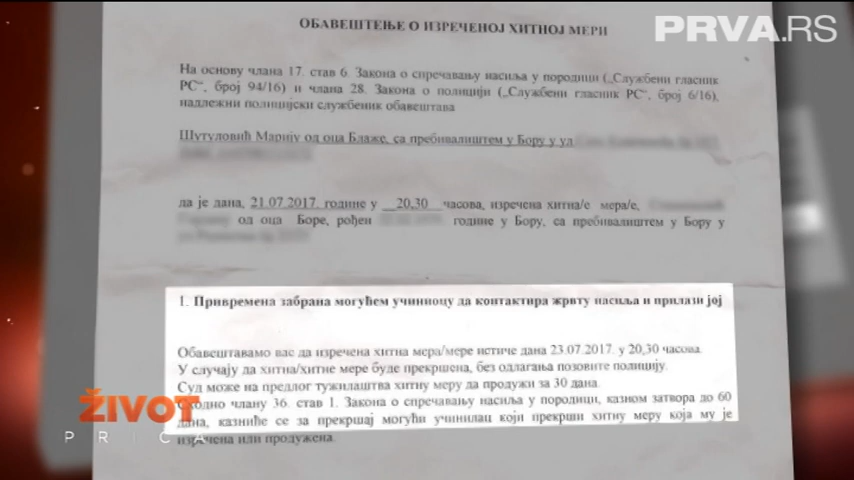 ОБАВЕШТЕЊЕ О ИЗРЕЧЕНОЈ ХИТНОЈ МЕРИ
PRVA.RS
На основу члана 17. став 6. Закона о спречавању насиља у породици („Службени гласник
РС“, број 94/16) и члана 28. Закона о полицији („Службени гласник РС“, број 6/16),
надлежни полицијски службеник обавештава
Шутуловић Марију од оца Блаже, са пребивалиштем у Бору у ул
да је дана, 21.07.2017. године у __20,30__ часова, изречена хитна/е мера/е,
од оца Боре, рођен године у Бору, са пребивалиштем у Бору у
1. Привремена забрана могућем учиниоцу да контактира жрвту насиља и прилази јој
Обавештавамо вас да изречена хитна мера/мере истиче дана 23.07.2017. у 20,30 часова.
У случају да хитна/хитне мере буде прекршена, без одлагања позовите полицију.
Суд може на предлог тужилаштва хитну меру да продужи за 30 дана.
Сходно члану 36. став 1. Закона о спречавању насиља у породици, казном затвора до 60
дана, казниће се за прекршај могући учинилац који прекрши хитну меру која му је
изречена или продужена.
ŽIVOT
PRIČA